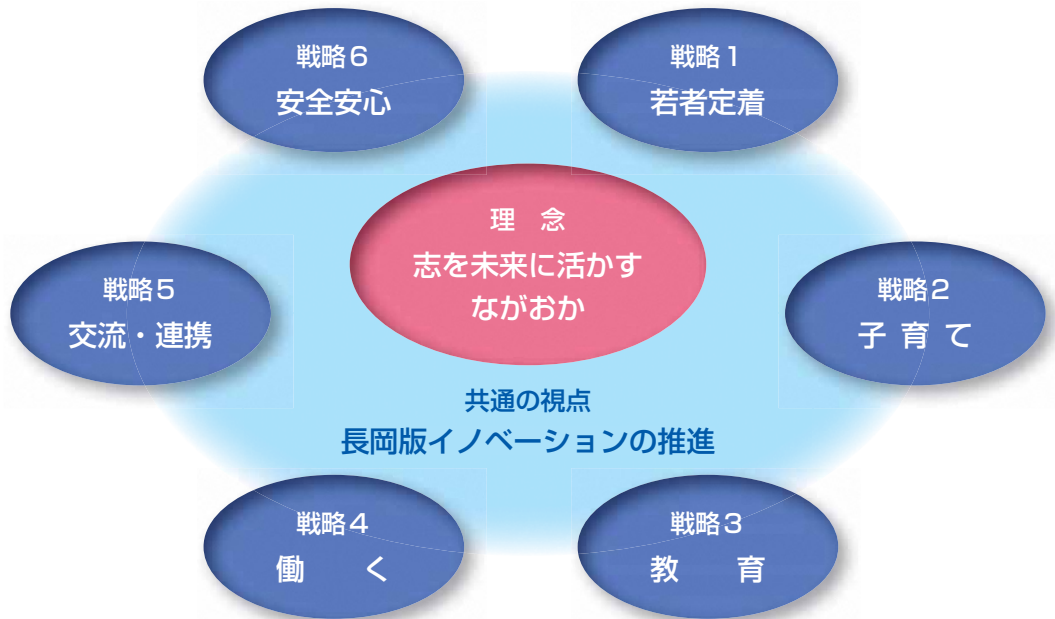 戦略6
安全安心
戦略1
若者定着
理 念
志を未来に活かす
ながおか
戦略5
交流・連携
戦略2
子 育 て
共通の視点
長岡版イノベーションの推進
戦略4
働 く
戦略3
教 育